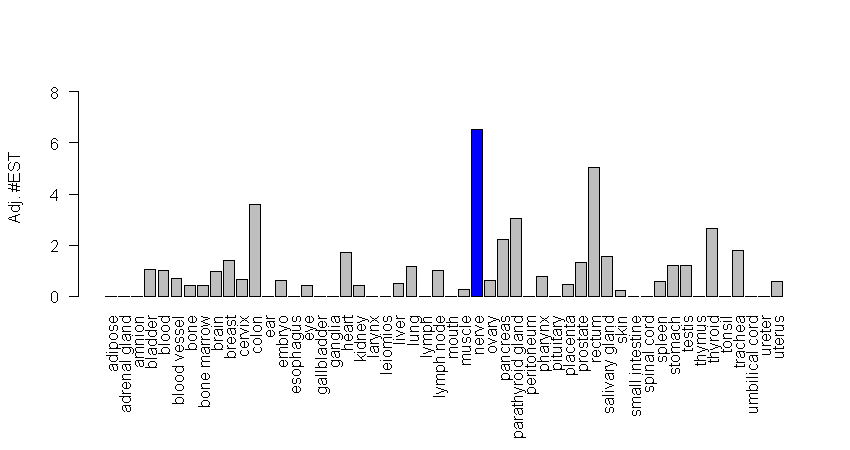 8
6
4
2
0
Adj. #EST
adipose
adrenal gland
amnion
bladder
blood
blood vessel
bone
bone marrow
brain
breast
cervix
colon
ear
embryo
esophagus
eye
gallbladder
ganglia
heart
kidney
larynx
leiomios
liver
lung
lymph
lymph node
mouth
muscle
nerve
ovary
pancreas
parathyroid gland
peritoneum
pharynx
pituitary
placenta
prostate
rectum
salivary gland
skin
small intestine
spinal cord
spleen
stomach
testis
thymus
thyroid
tonsil
trachea
umbilical cord
ureter
uterus